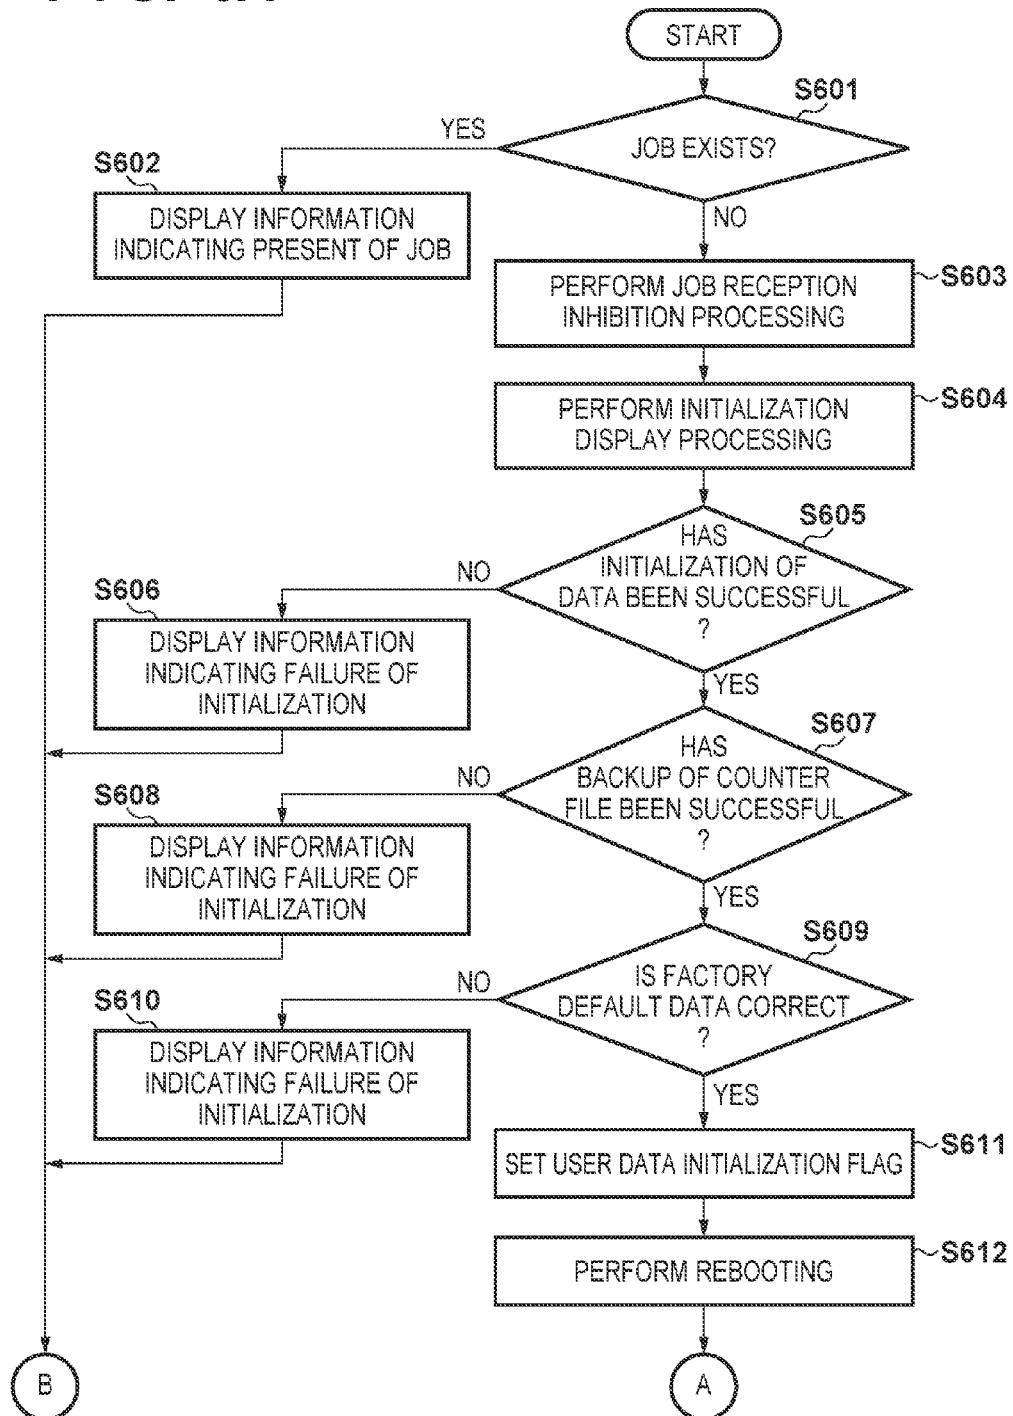 START
S601
JOB EXISTS?
YES
NO
S602
DISPLAY INFORMATION
INDICATING PRESENT OF JOB
S603
PERFORM JOB RECEPTION
INHIBITION PROCESSING
S604
PERFORM INITIALIZATION
DISPLAY PROCESSING
S605
HAS
INITIALIZATION OF
DATA BEEN SUCCESSFUL
?
NO
YES
S606
DISPLAY INFORMATION
INDICATING FAILURE OF
INITIALIZATION
S607
HAS
BACKUP OF COUNTER
FILE BEEN SUCCESSFUL
?
NO
YES
S608
DISPLAY INFORMATION
INDICATING FAILURE OF
INITIALIZATION
S609
IS FACTORY
DEFAULT DATA CORRECT
?
NO
YES
S610
DISPLAY INFORMATION
INDICATING FAILURE OF
INITIALIZATION
S611
SET USER DATA INITIALIZATION FLAG
S612
PERFORM REBOOTING
B
A